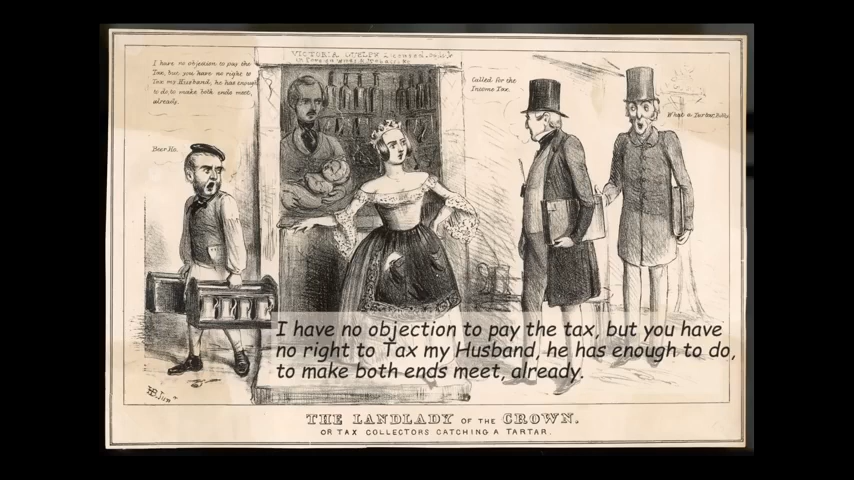 I have no objection to pay the
Tax, but you have no right to
Tax my Husband, he has enough
to do, to make both ends meet,
already.
VICTORIA GUELPH
Called for the
Income Tax.
What a Tartar,
Beer. Ho.
I have no objection to pay the tax, but you have
no right to Tax my Husband, he has enough to do,
to make both ends meet, already.
THE LANDLADY OF THE CROWN.
OR TAX COLLECTORS CATCHING A TARTAR.